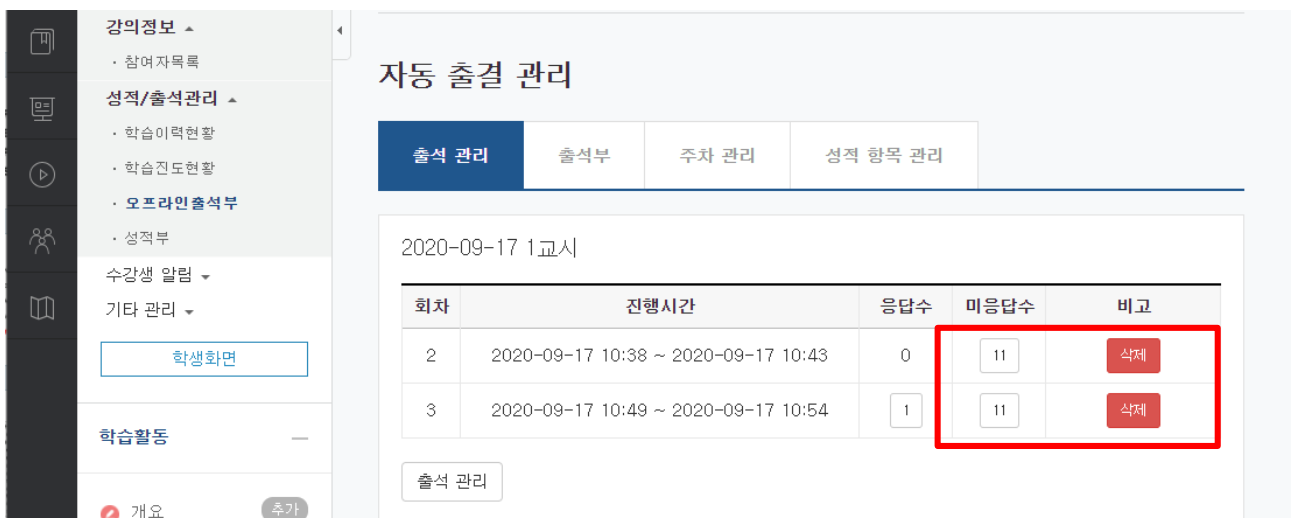 강의정보
· 참여자목록
성적/출석관리
· 학습이력현황
· 학습진도현황
· 오프라인출석부
· 성적부
수강생 알림
기타 관리
학생화면
학습활동
개요 추가
자동 출결 관리
출석 관리 출석부 주차 관리 성적 항목 관리
2020-09-17 1교시
회차 진행시간 응답수 미응답수 비고
2 2020-09-17 10:38 ~ 2020-09-17 10:43 0 11 삭제
3 2020-09-17 10:49 ~ 2020-09-17 10:54 1 11 삭제
출석 관리